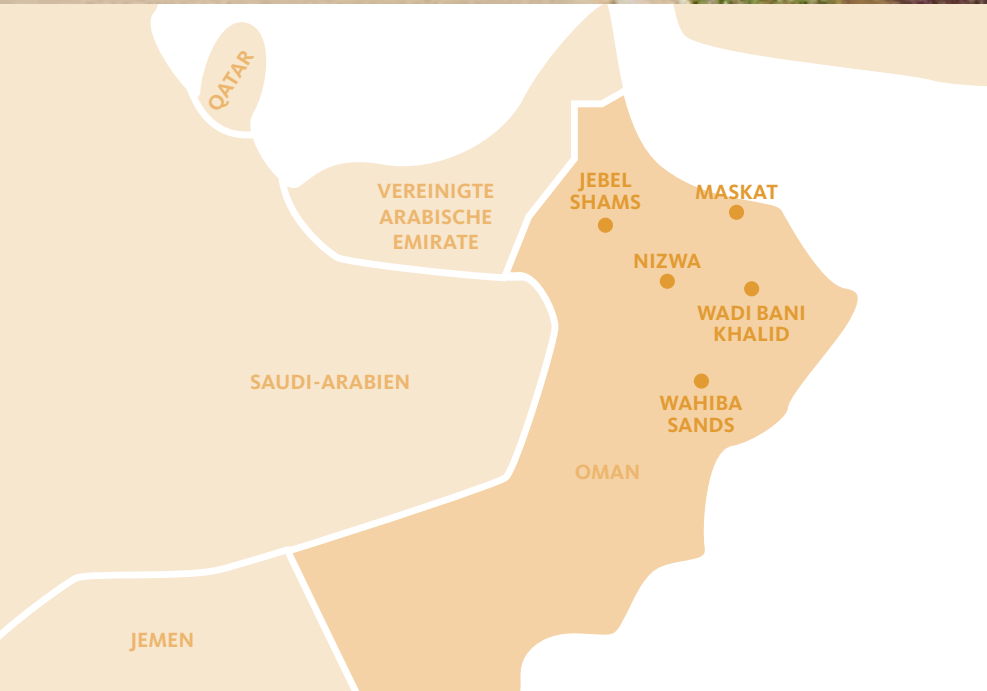 QATAR
VEREINIGTE
ARABISCHE
EMIRATE
JEBEL
SHAMS
MASKAT
NIZWA
WADI BANI
KHALID
SAUDI-ARABIEN
WAHIBA
SANDS
OMAN
JEMEN